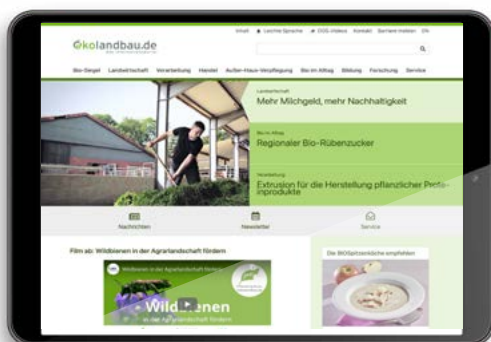 Inhalt Leichte Sprache DGS-Videos Kontakt Barriere melden EN
ökolandbau.de
Bio-Siegel Landwirtschaft Verarbeitung Handel Außer-Haus-Verpflegung Bio im Alltag Bildung Forschung Service
Landwirtschaft
Mehr Milchgeld, mehr Nachhaltigkeit
Bio im Alltag
Regionaler Bio-Rübenzucker
Verarbeitung
Extrusion für die Herstellung pflanzlicher Prote-
inprodukte
Nachrichten Newsletter Service
Film ab: Wildbienen in der Agrarlandschaft fördern
Wildbienen in der Agrarlandschaft fördern
Wildbienen
in der Agrarlandschaft fördern
Die BIOSpitzenköche empfehlen